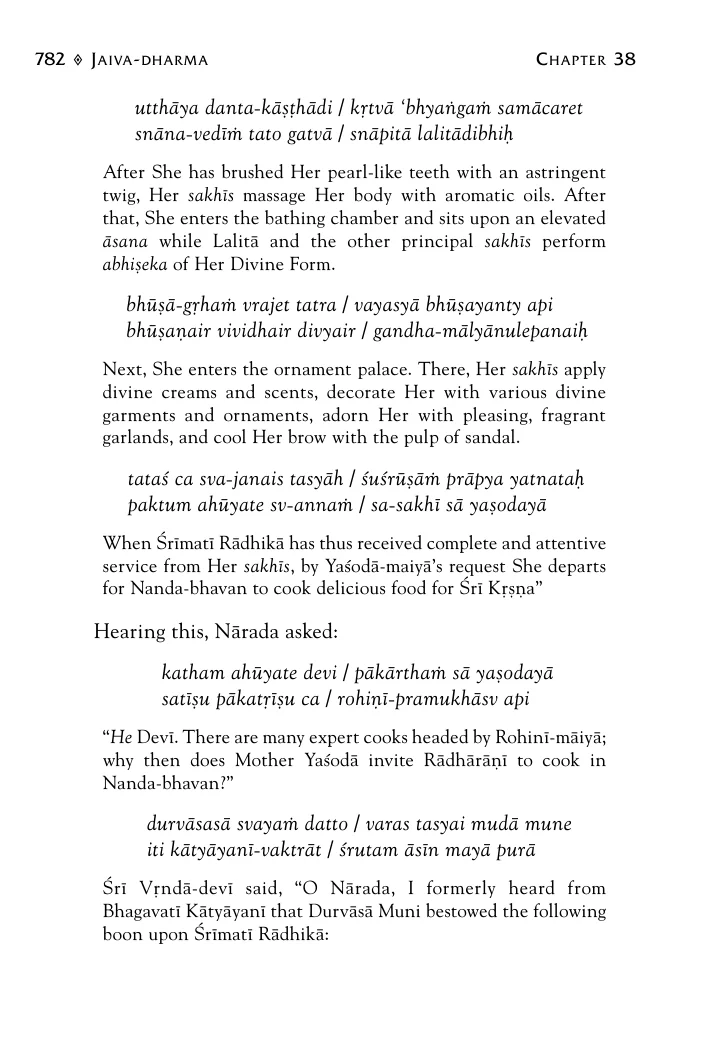 782 ⟡ JAIVA-DHARMA CHAPTER 38
utthāya danta-kāṣṭhādi / kṛtvā ‘bhyaṅgaṁ samācaret
snāna-vedīṁ tato gatvā / snāpitā lalitādibhiḥ
After She has brushed Her pearl-like teeth with an astringent
twig, Her sakhīs massage Her body with aromatic oils. After
that, She enters the bathing chamber and sits upon an elevated
āsana while Lalitā and the other principal sakhīs perform
abhiṣeka of Her Divine Form.
bhūṣā-gṛhaṁ vrajet tatra / vayasyā bhūṣayanty api
bhūṣaṇair vividhair divyair / gandha-mālyānulepanaiḥ
Next, She enters the ornament palace. There, Her sakhīs apply
divine creams and scents, decorate Her with various divine
garments and ornaments, adorn Her with pleasing, fragrant
garlands, and cool Her brow with the pulp of sandal.
tataś ca sva-janais tasyāh / śuśrūṣāṁ prāpya yatnataḥ
paktum ahūyate sv-annaṁ / sa-sakhī sā yaṣodayā
When Śrīmatī Rādhikā has thus received complete and attentive
service from Her sakhīs, by Yaśodā-maiyā’s request She departs
for Nanda-bhavan to cook delicious food for Śrī Kṛṣṇa”
Hearing this, Nārada asked:
katham ahūyate devi / pākārthaṁ sā yaṣodayā
satīṣu pākatṛīṣu ca / rohiṇī-pramukhāsv api
“He Devī. There are many expert cooks headed by Rohinī-māiyā;
why then does Mother Yaśodā invite Rādhārāṇī to cook in
Nanda-bhavan?”
durvāsasā svayaṁ datto / varas tasyai mudā mune
iti kātyāyanī-vaktrāt / śrutam āsīn mayā purā
Śrī Vṛndā-devī said, “O Nārada, I formerly heard from
Bhagavatī Kātyāyanī that Durvāsā Muni bestowed the following
boon upon Śrīmatī Rādhikā: